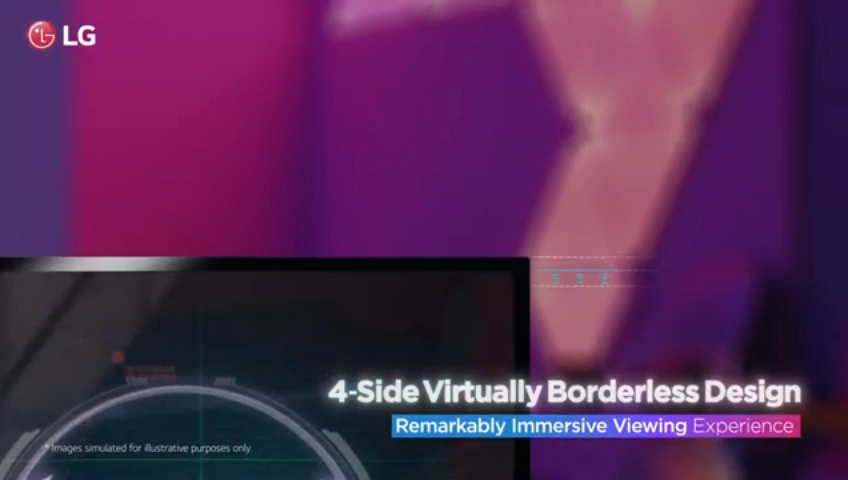 LG
4-Side Virtually Borderless Design
Remarkably Immersive Viewing Experience
* Images simulated for illustrative purposes only.